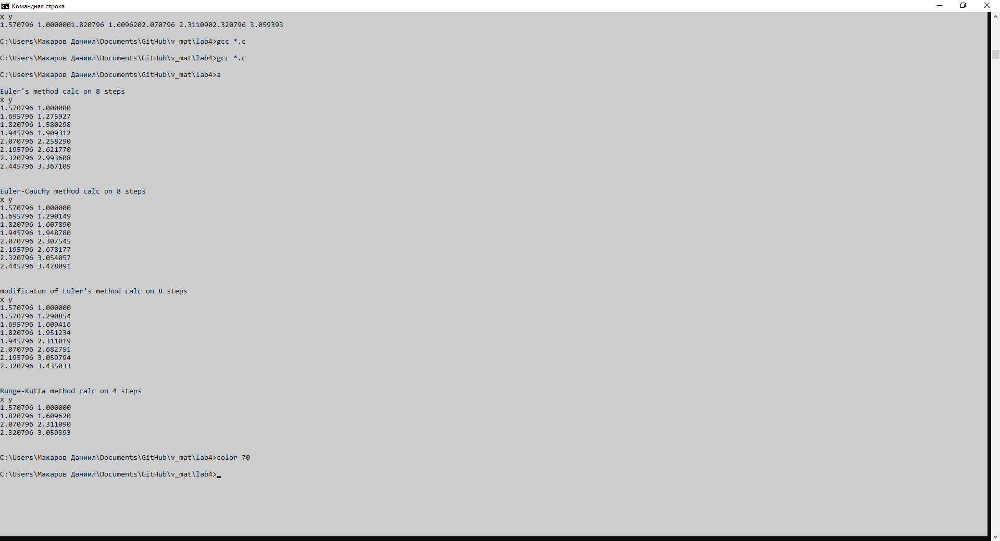 Командная строка
x y
1.570796 1.0000001.820796 1.6096202.070796 2.3110902.320796 3.059393
C:\Users\Макаров Даниил\Documents\GitHub\v_mat\lab4>gcc *.c
C:\Users\Макаров Даниил\Documents\GitHub\v_mat\lab4>gcc *.c
C:\Users\Макаров Даниил\Documents\GitHub\v_mat\lab4>a
Euler's method calc on 8 steps
x y
1.570796 1.000000
1.695796 1.275927
1.820796 1.580298
1.945796 1.909312
2.070796 2.258290
2.195796 2.621770
2.320796 2.993608
2.445796 3.367109
Euler-Cauchy method calc on 8 steps
x y
1.570796 1.000000
1.695796 1.290149
1.820796 1.607890
1.945796 1.948780
2.070796 2.307545
2.195796 2.678177
2.320796 3.054057
2.445796 3.428091
modificaton of Euler's method calc on 8 steps
x y
1.570796 1.000000
1.570796 1.290854
1.695796 1.609416
1.820796 1.951234
1.945796 2.311019
2.070796 2.682751
2.195796 3.059794
2.320796 3.435033
Runge-Kutta method calc on 4 steps
x y
1.570796 1.000000
1.820796 1.609620
2.070796 2.311090
2.320796 3.059393
C:\Users\Макаров Даниил\Documents\GitHub\v_mat\lab4>color 70
C:\Users\Макаров Даниил\Documents\GitHub\v_mat\lab4>